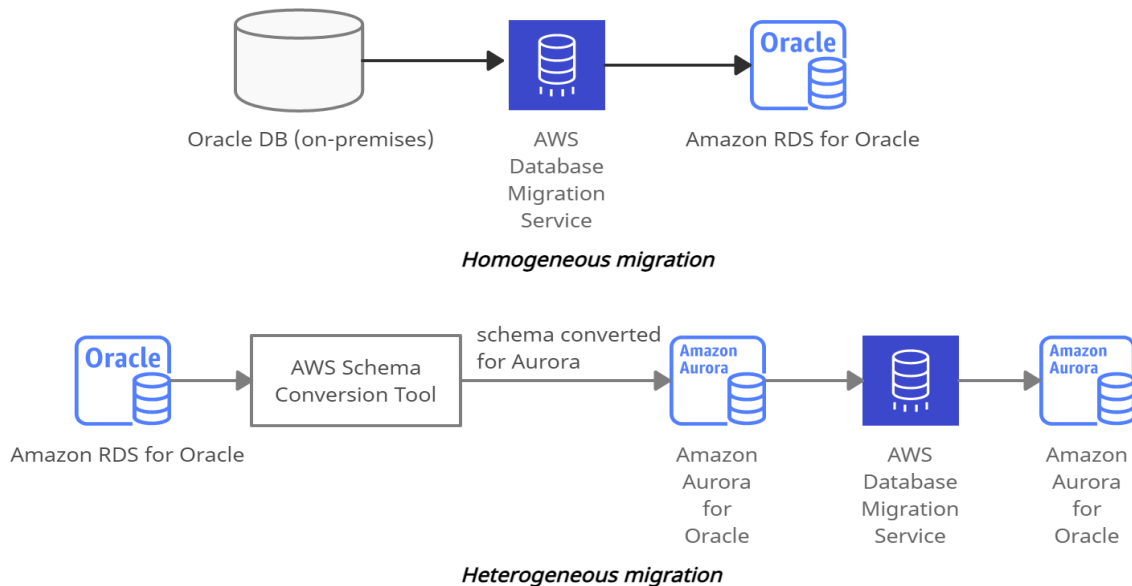 Oracle
Oracle DB (on-premises)
AWS
Database
Migration
Service
Amazon RDS for Oracle
Homogeneous migration
Oracle
Amazon RDS for Oracle
AWS Schema
Conversion Tool
schema converted
for Aurora
Amazon
Aurora
Amazon
Aurora
for
Oracle
AWS
Database
Migration
Service
Amazon
Aurora
Amazon
Aurora
for
Oracle
Heterogeneous migration